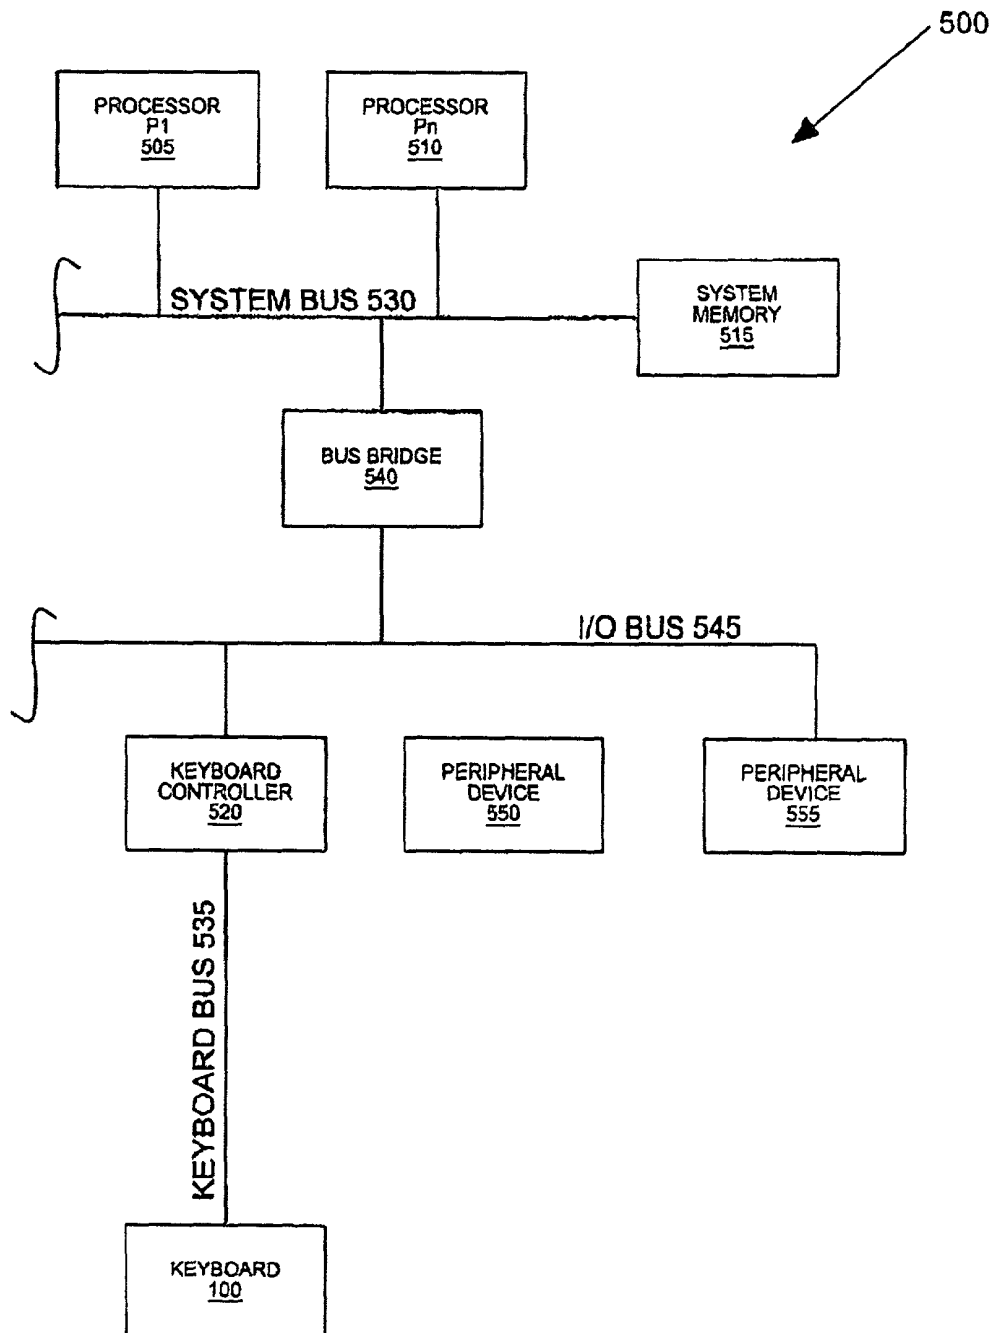 500
PROCESSOR
P1
505
PROCESSOR
Pn
510
SYSTEM BUS 530
SYSTEM
MEMORY
515
BUS BRIDGE
540
I/O BUS 545
KEYBOARD
CONTROLLER
520
PERIPHERAL
DEVICE
550
PERIPHERAL
DEVICE
555
KEYBOARD BUS 535
KEYBOARD
100